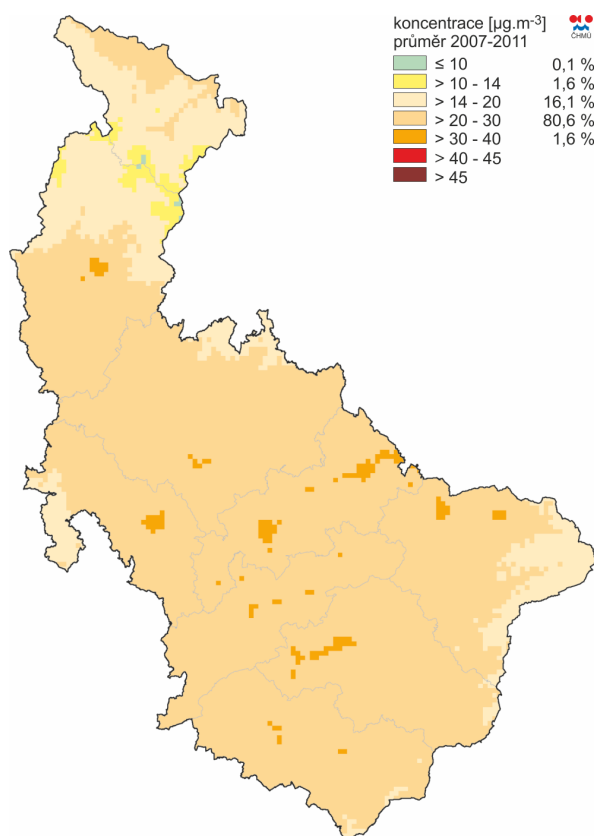 koncentrace [µg.m-3]
ČHMÚ
průměr 2007-2011
≤ 10 0,1 %
> 10 - 14 1,6 %
> 14 - 20 16,1 %
> 20 - 30 80,6 %
> 30 - 40 1,6 %
> 40 - 45
> 45